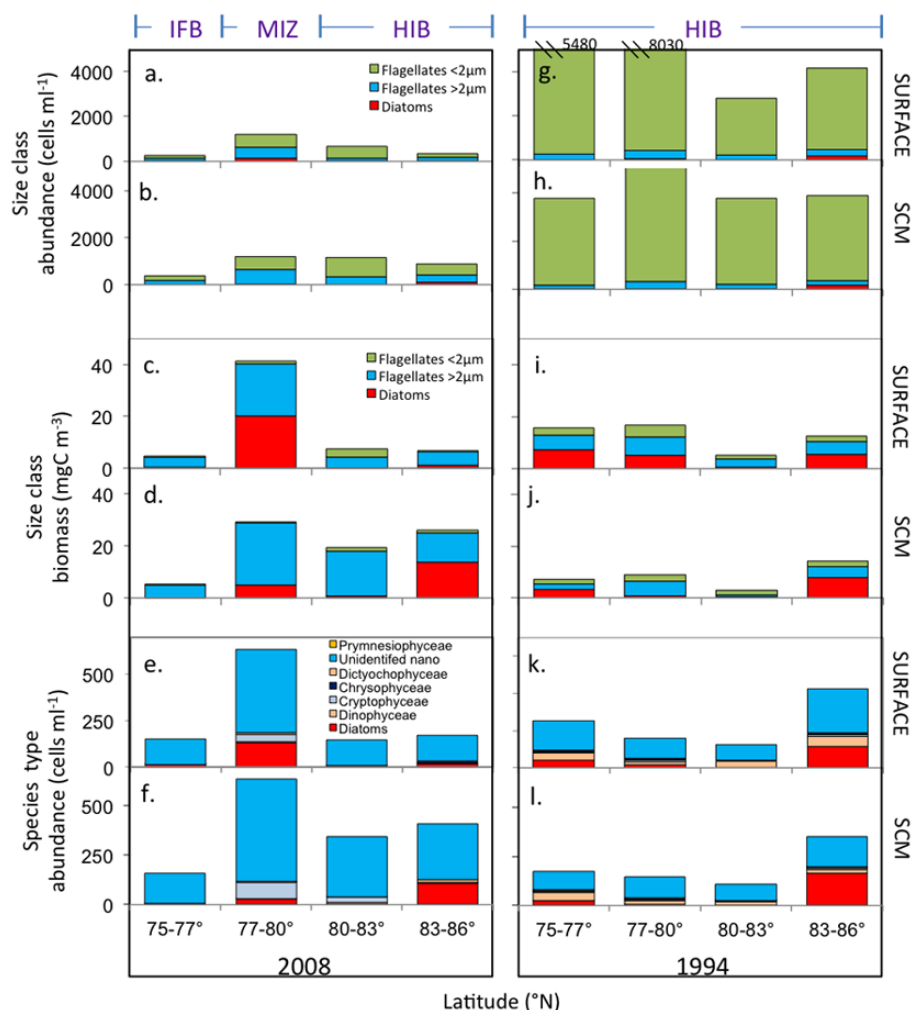 IFB MIZ HIB HIB
5480 8030
a.
Flagellates <2μm
Flagellates >2μm
Diatoms
g.
4000
2000
0
Size class
abundance (cells ml⁻¹)
SURFACE
b.
h.
4000
2000
0
SCM
c.
Flagellates <2μm
Flagellates >2μm
Diatoms
i.
40
20
0
Size class
biomass (mgC m⁻³)
SURFACE
d.
j.
40
20
0
SCM
e.
Prymnesiophyceae
Unidentifed nano
Dictyochophyceae
Chrysophyceae
Cryptophyceae
Dinophyceae
Diatoms
k.
500
250
0
Species type
abundance (cells ml⁻¹)
SURFACE
f.
l.
500
250
0
SCM
75-77° 77-80° 80-83° 83-86° 75-77° 77-80° 80-83° 83-86°
2008 1994
Latitude (°N)